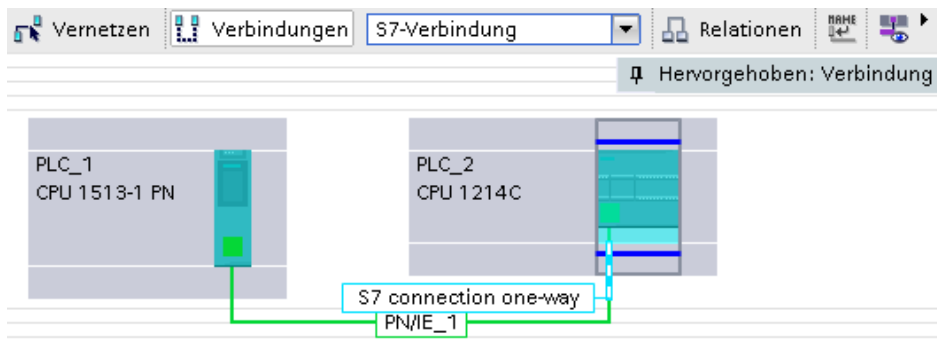 Vernetzen Verbindungen S7-Verbindung Relationen NAME
Hervorgehoben: Verbindung
PLC_1
CPU 1513-1 PN
PLC_2
CPU 1214C
S7 connection one-way
PN/IE_1